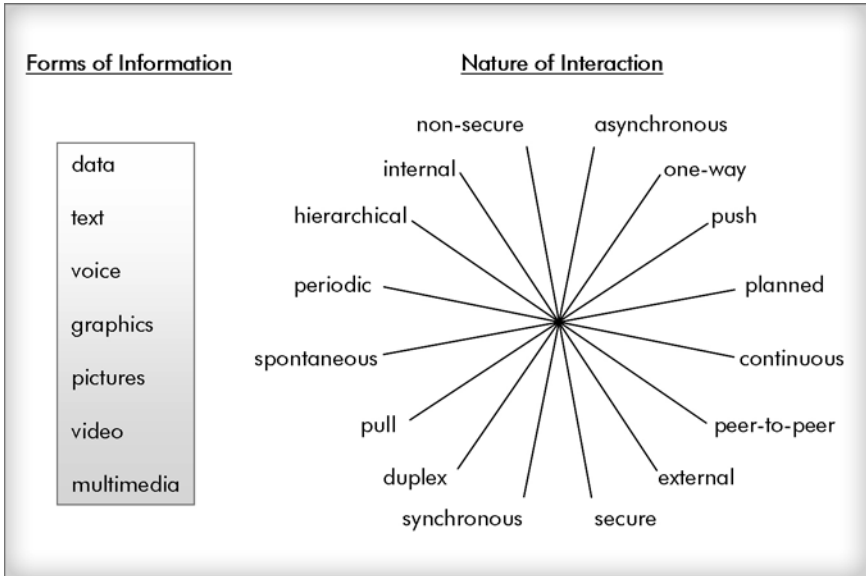 Forms of Information
data
text
voice
graphics
pictures
video
multimedia
Nature of Interaction
non-secure
asynchronous
internal
one-way
hierarchical
push
periodic
planned
spontaneous
continuous
pull
peer-to-peer
duplex
external
synchronous
secure